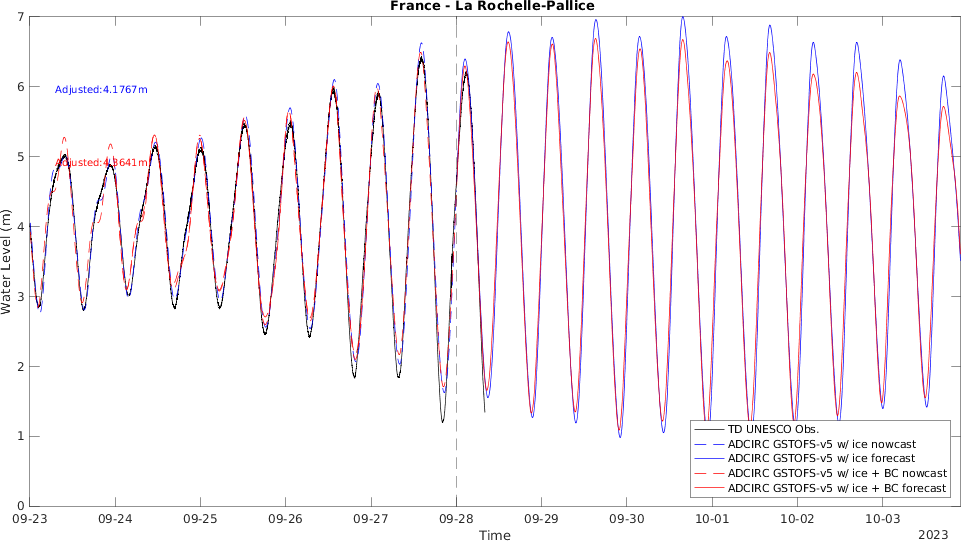 France - La Rochelle-Pallice
7
6
5
4
3
2
1
0
Water Level (m)
Adjusted:4.1767m
Adjusted:4.3641m
TD UNESCO Obs.
ADCIRC GSTOFS-v5 w/ ice nowcast
ADCIRC GSTOFS-v5 w/ ice forecast
ADCIRC GSTOFS-v5 w/ ice + BC nowcast
ADCIRC GSTOFS-v5 w/ ice + BC forecast
09-23 09-24 09-25 09-26 09-27 09-28 09-29 09-30 10-01 10-02 10-03
Time
2023